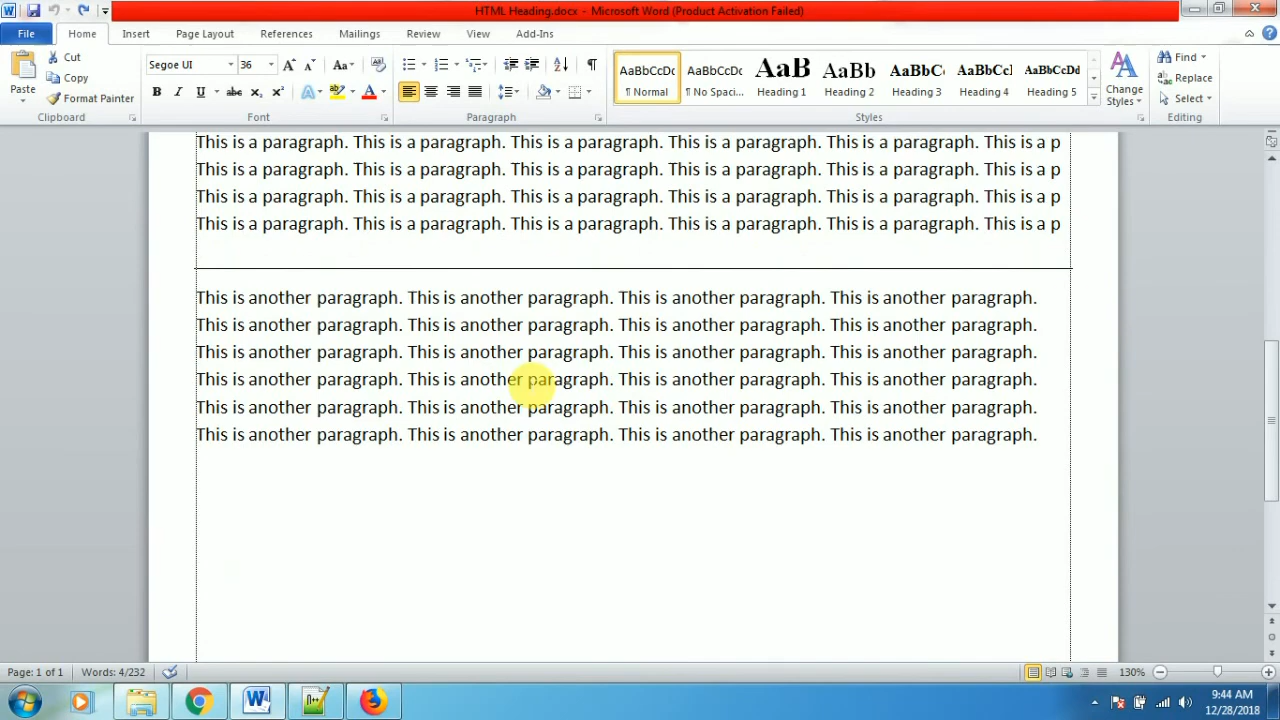 HTML Heading.docx - Microsoft Word (Product Activation Failed)
File Home Insert Page Layout References Mailings Review View Add-Ins
Paste
Cut
Copy
Format Painter
Clipboard
Segoe UI 36
Font
Paragraph
AaBbCcDc AaBbCcDc AaB AaBb AaBbC AaBbCcI AaBbCcDd
¶ Normal ¶ No Spaci... Heading 1 Heading 2 Heading 3 Heading 4 Heading 5
Change Styles
Styles
Find
Replace
Select
Editing
This is a paragraph. This is a paragraph. This is a paragraph. This is a paragraph. This is a paragraph. This is a p
This is a paragraph. This is a paragraph. This is a paragraph. This is a paragraph. This is a paragraph. This is a p
This is a paragraph. This is a paragraph. This is a paragraph. This is a paragraph. This is a paragraph. This is a p
This is a paragraph. This is a paragraph. This is a paragraph. This is a paragraph. This is a paragraph. This is a p
This is another paragraph. This is another paragraph. This is another paragraph. This is another paragraph.
This is another paragraph. This is another paragraph. This is another paragraph. This is another paragraph.
This is another paragraph. This is another paragraph. This is another paragraph. This is another paragraph.
This is another paragraph. This is another paragraph. This is another paragraph. This is another paragraph.
This is another paragraph. This is another paragraph. This is another paragraph. This is another paragraph.
This is another paragraph. This is another paragraph. This is another paragraph. This is another paragraph.
Page: 1 of 1 Words: 4/232 130%
9:44 AM
12/28/2018